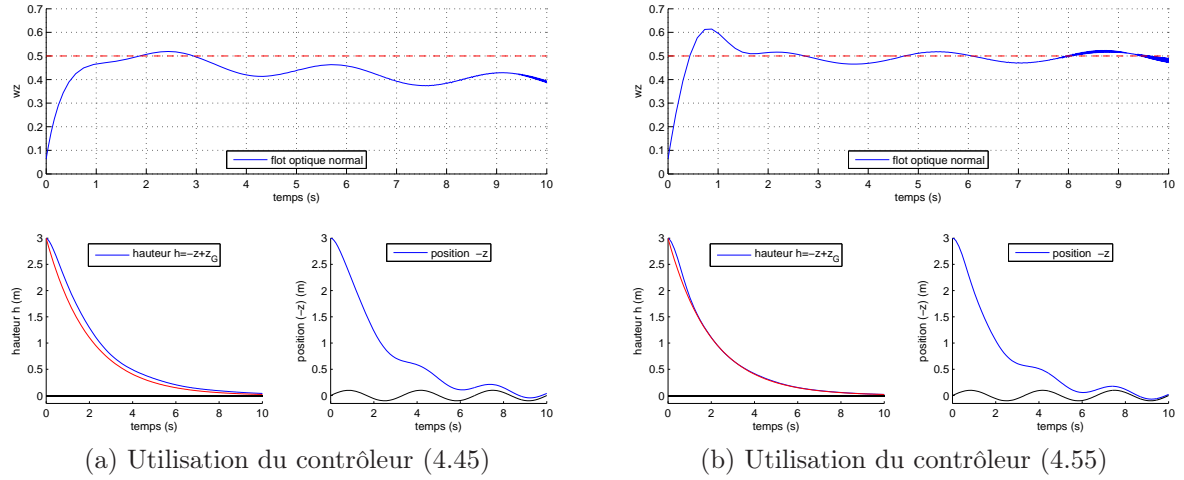 0.7
0.6
0.5
0.4
0.3
0.2
0.1
0
wz
flot optique normal
0 1 2 3 4 5 6 7 8 9 10
temps (s)
3
2.5
2
1.5
1
0.5
0
hauteur h (m)
hauteur h=−z+z_G
0 2 4 6 8 10
temps (s)
3
2.5
2
1.5
1
0.5
0
position (−z) (m)
position −z
0 2 4 6 8 10
temps (s)
(a) Utilisation du contrôleur (4.45)
0.7
0.6
0.5
0.4
0.3
0.2
0.1
0
wz
flot optique normal
0 1 2 3 4 5 6 7 8 9 10
temps (s)
3
2.5
2
1.5
1
0.5
0
hauteur h (m)
hauteur h=−z+z_G
0 2 4 6 8 10
temps (s)
3
2.5
2
1.5
1
0.5
0
position (−z) (m)
position −z
0 2 4 6 8 10
temps (s)
(b) Utilisation du contrôleur (4.55)